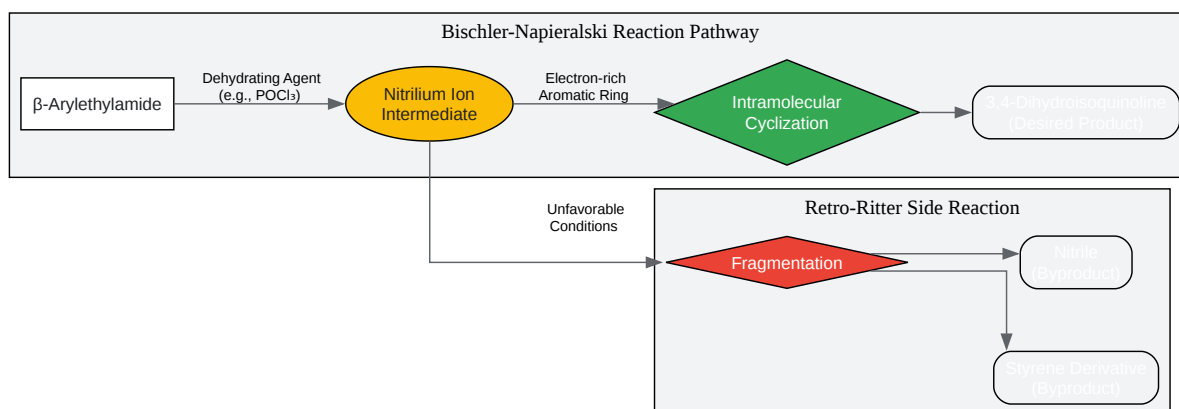 Bischler-Napieralski Reaction Pathway
β-Arylethylamide
Dehydrating Agent
(e.g., POCl₃)
Nitrilium Ion
Intermediate
Electron-rich
Aromatic Ring
Intramolecular
Cyclization
3,4-Dihydroisoquinoline
(Desired Product)
Unfavorable
Conditions
Retro-Ritter Side Reaction
Fragmentation
Nitrile
(Byproduct)
Styrene Derivative
(Byproduct)